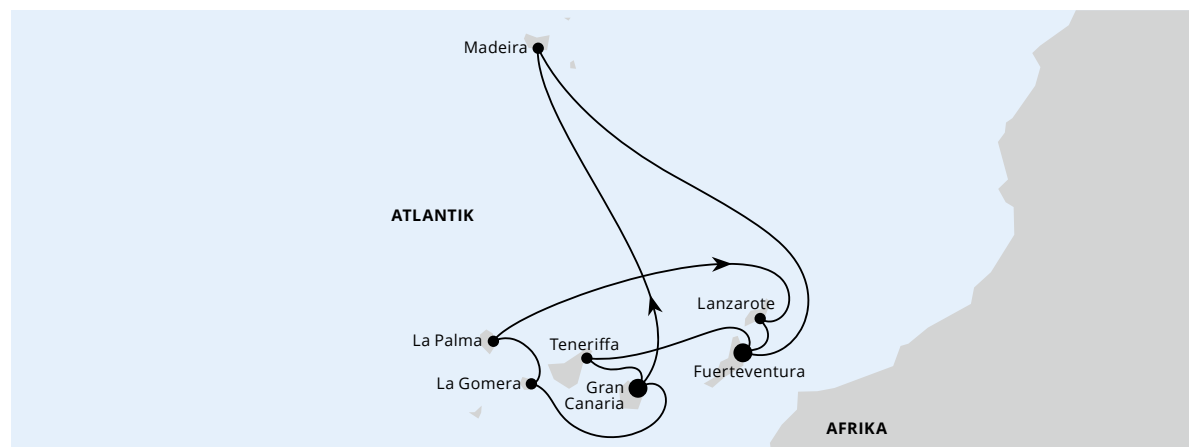 Madeira
ATLANTIK
Lanzarote
La Palma
Teneriffa
Fuerteventura
La Gomera
Gran
Canaria
AFRIKA